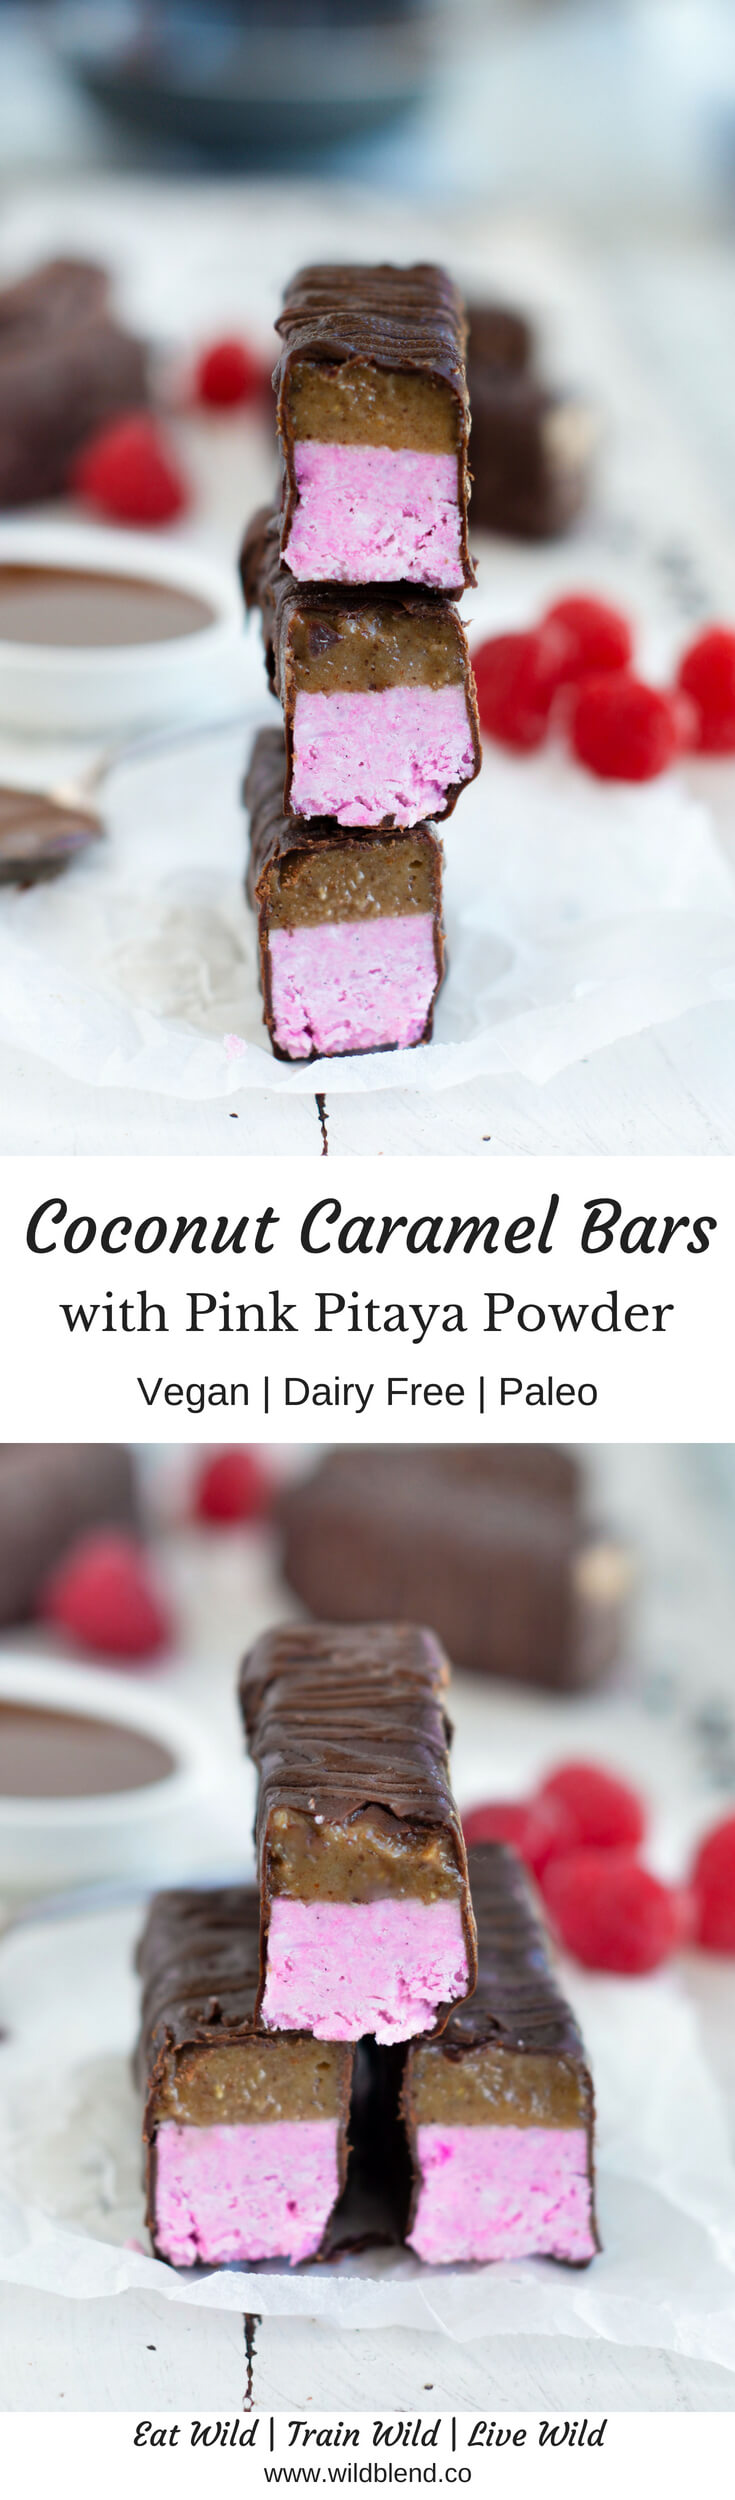 Coconut Caramel Bars
with Pink Pitaya Powder
Vegan | Dairy Free | Paleo
Eat Wild | Train Wild | Live Wild
www.wildblend.co